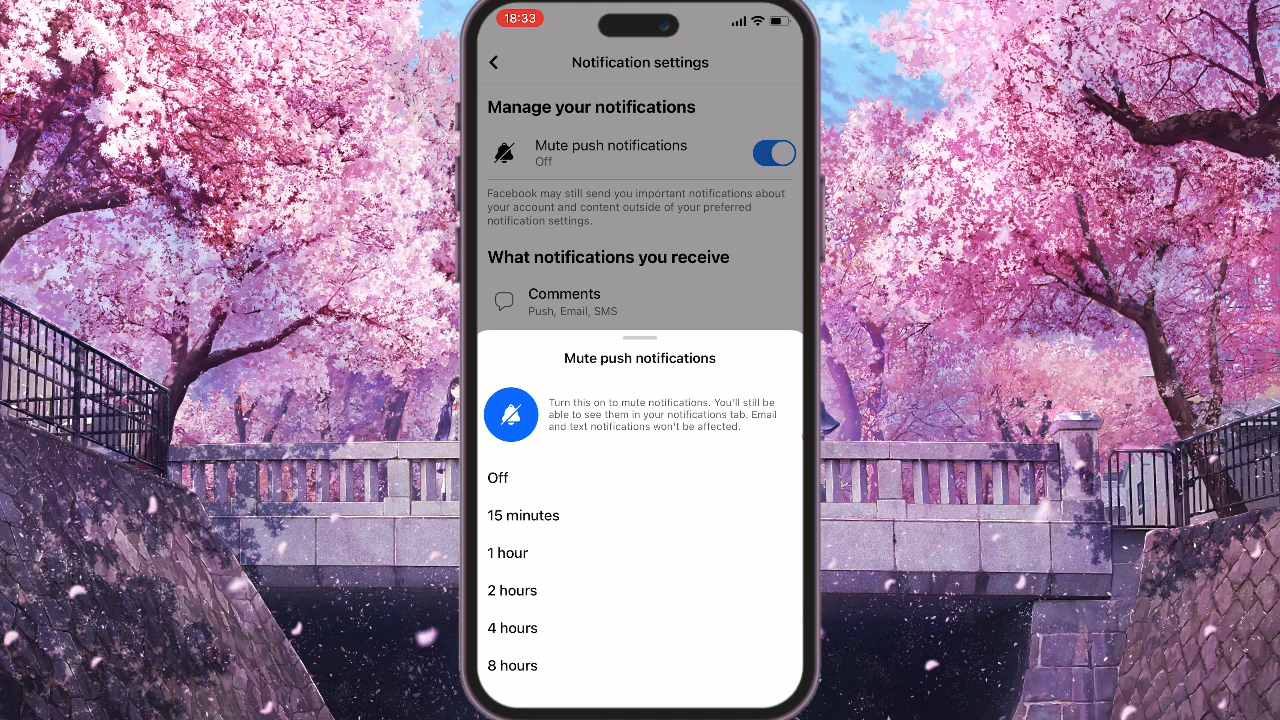 18:33
Notification settings
Manage your notifications
Mute push notifications
Off
Facebook may still send you important notifications about
your account and content outside of your preferred
notification settings.
What notifications you receive
Comments
Push, Email, SMS
Mute push notifications
Turn this on to mute notifications. You'll still be
able to see them in your notifications tab. Email
and text notifications won't be affected.
Off
15 minutes
1 hour
2 hours
4 hours
8 hours